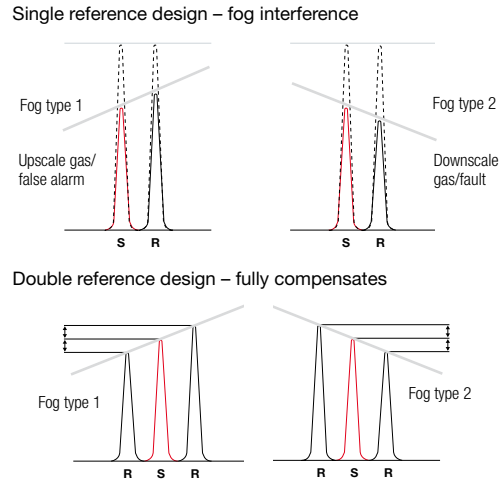 Single reference design – fog interference
Fog type 1
Fog type 2
Upscale gas/
false alarm
Downscale
gas/fault
S R
S R
Double reference design – fully compensates
Fog type 1
Fog type 2
R S R
R S R